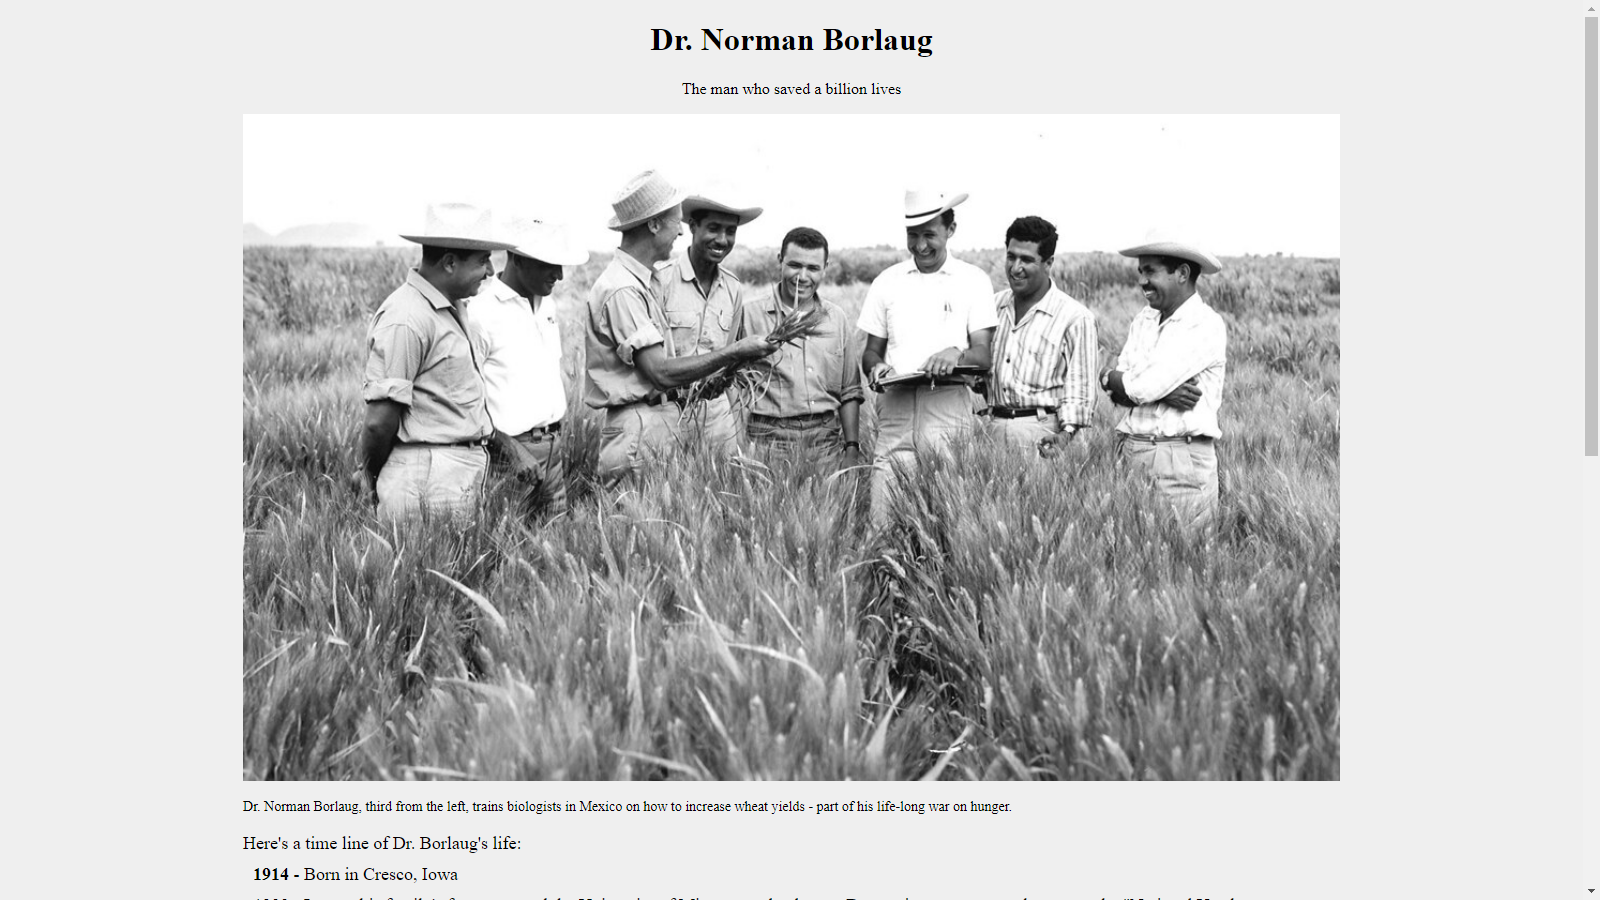 Dr. Norman Borlaug
The man who saved a billion lives
Dr. Norman Borlaug, third from the left, trains biologists in Mexico on how to increase wheat yields - part of his life-long war on hunger.
Here's a time line of Dr. Borlaug's life:
1914 - Born in Cresco, Iowa